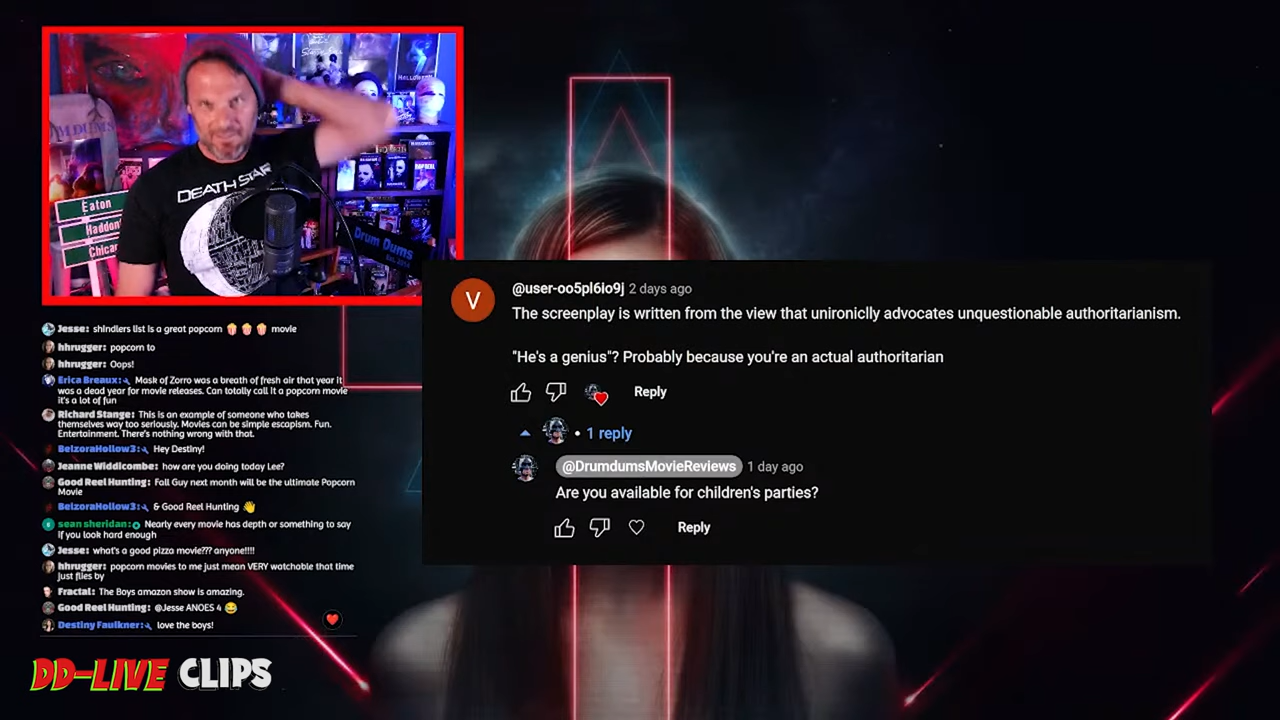 HALLOWEEN
DEATH STAR
Eaton
Haddon
Chica
Drum Dums
@user-oo5pl6io9j 2 days ago
The screenplay is written from the view that unironiclly advocates unquestionable authoritarianism.
"He's a genius"? Probably because you're an actual authoritarian
Reply
1 reply
@DrumdumsMovieReviews 1 day ago
Are you available for children's parties?
Reply
Jesse: shindlers list is a great popcorn 🍿 🍿 🍿 movie
hhrugger: popcorn to
hhrugger: Oops!
Erica Breaux: Mask of Zorro was a breath of fresh air that year it
was a dead year for movie releases. Can totally call it a popcorn movie
it's a lot of fun
Richard Stange: This is an example of someone who takes
themselves way too seriously. Movies can be simple escapism. Fun.
Entertainment. There's nothing wrong with that.
BelzoraHollow3: Hey Destiny!
Jeanne Widdicombe: how are you doing today Lee?
Good Reel Hunting: Fall Guy next month will be the ultimate Popcorn
Movie
BelzoraHollow3: & Good Reel Hunting 👋
sean sheridan: Nearly every movie has depth or something to say
if you look hard enough
Jesse: what's a good pizza movie??? anyone!!!!
hhrugger: popcorn movies to me just mean VERY watchable that time
just flies by
Fractal: The Boys amazon show is amazing.
Good Reel Hunting: @Jesse ANOES 4 😂
Destiny Faulkner: love the boys!
DD-LIVE CLIPS